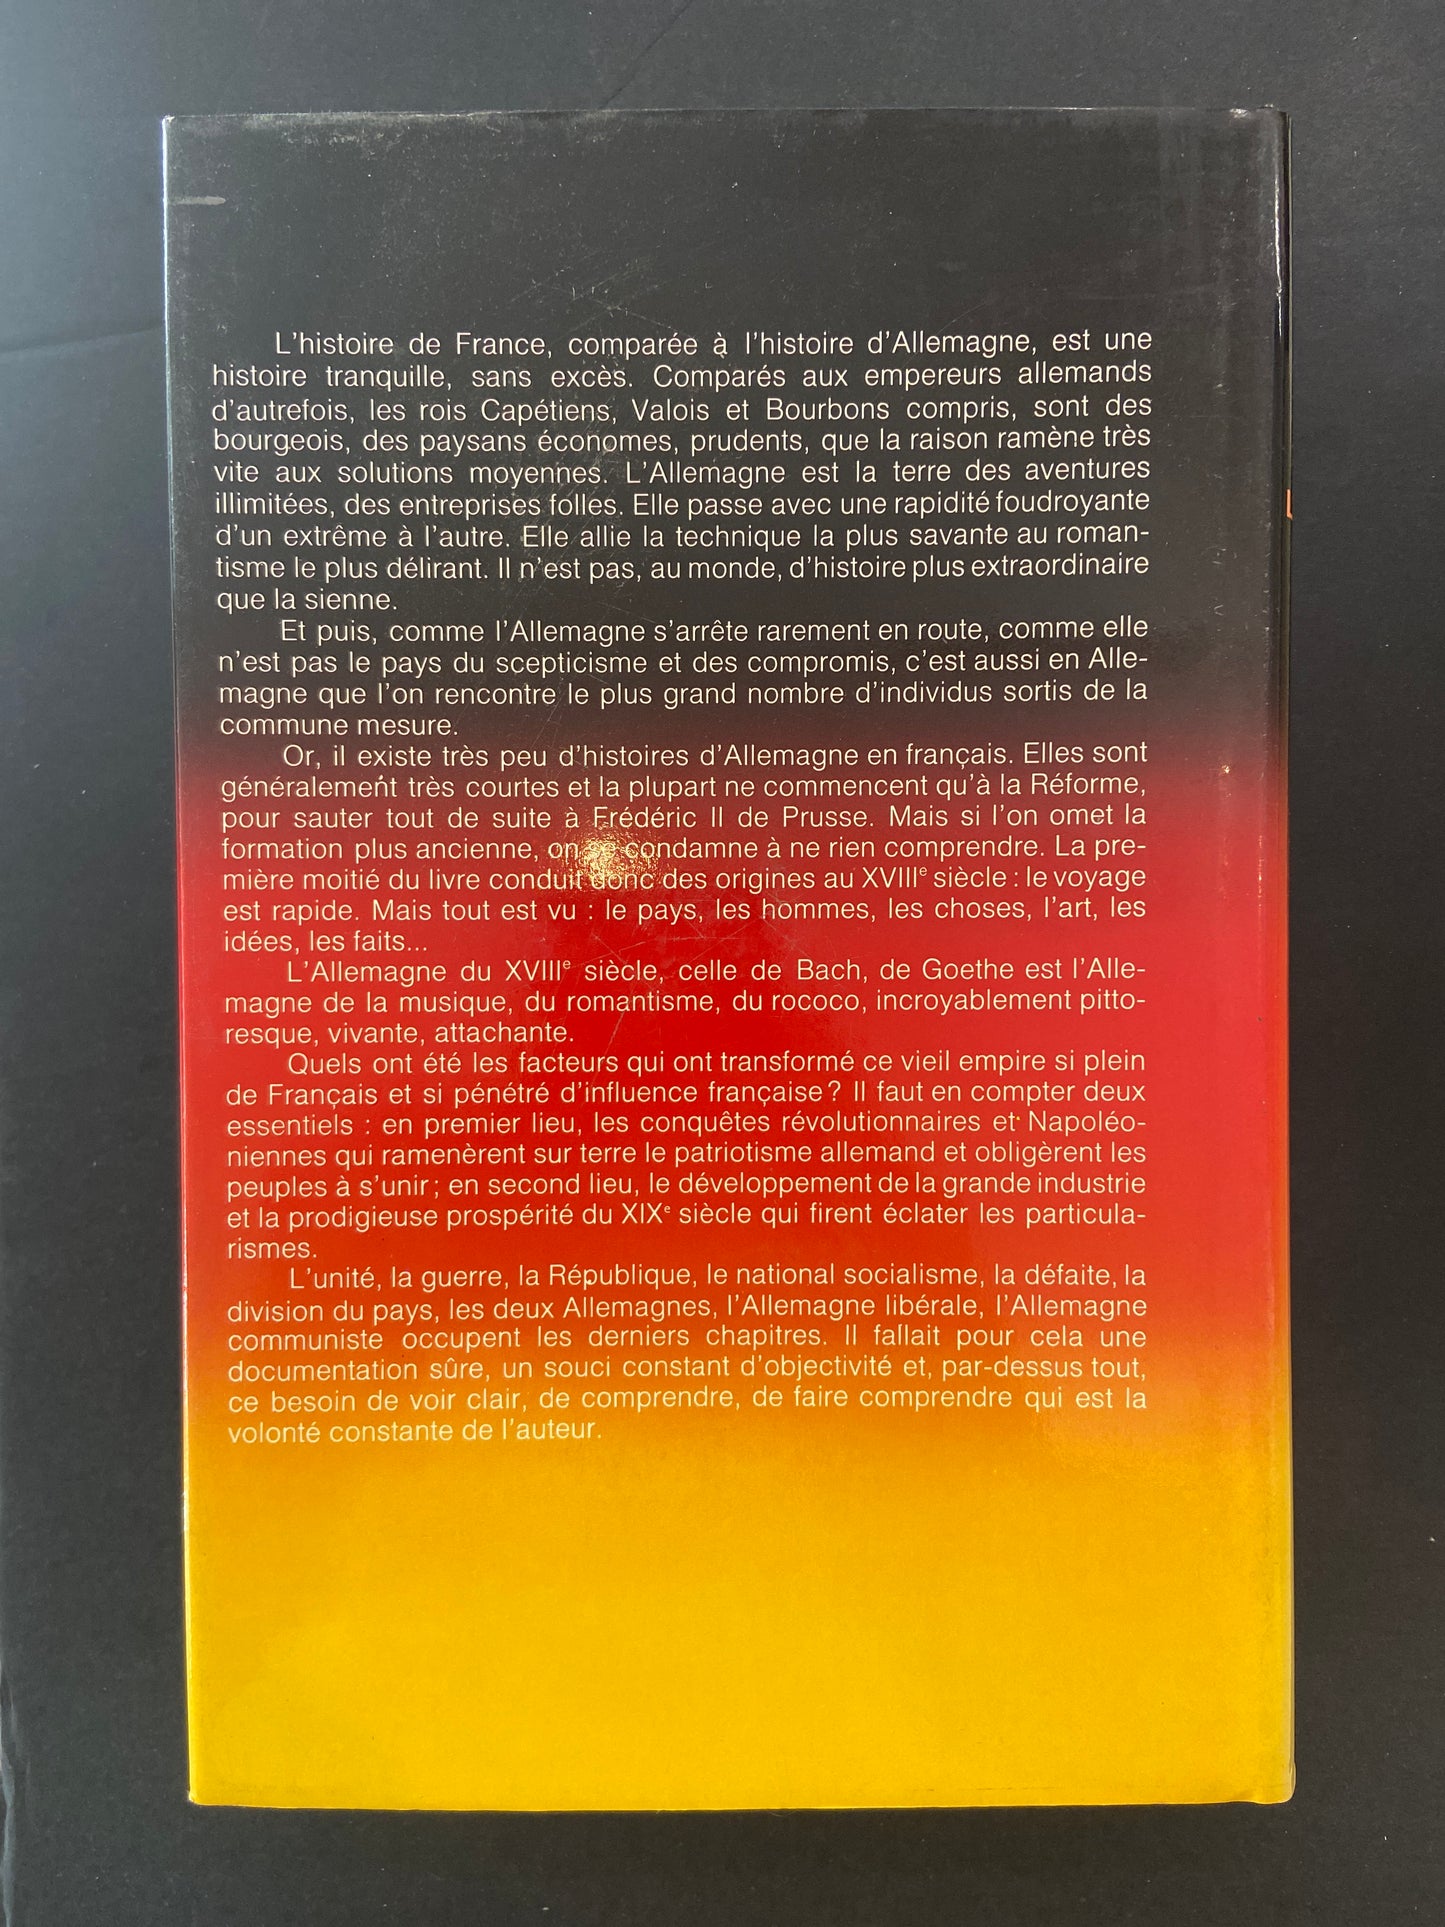 L'histoire de France, comparée à l'histoire d'Allemagne, est une
histoire tranquille, sans excès. Comparés aux empereurs allemands
d'autrefois, les rois Capétiens, Valois et Bourbons compris, sont des
bourgeois, des paysans économes, prudents, que la raison ramène très
vite aux solutions moyennes. L'Allemagne est la terre des aventures
illimitées, des entreprises folles. Elle passe avec une rapidité foudroyante
d'un extrême à l'autre. Elle allie la technique la plus savante au roman-
tisme le plus délirant. Il n'est pas, au monde, d'histoire plus extraordinaire
que la sienne.
Et puis, comme l'Allemagne s'arrête rarement en route, comme elle
n'est pas le pays du scepticisme et des compromis, c'est aussi en Alle-
magne que l'on rencontre le plus grand nombre d'individus sortis de la
commune mesure.
Or, il existe très peu d'histoires d'Allemagne en français. Elles sont
généralement très courtes et la plupart ne commencent qu'à la Réforme,
pour sauter tout de suite à Frédéric II de Prusse. Mais si l'on omet la
formation plus ancienne, on se condamne à ne rien comprendre. La pre-
mière moitié du livre conduit donc des origines au XVIIIe siècle : le voyage
est rapide. Mais tout est vu : le pays, les hommes, les choses, l'art, les
idées, les faits...
L'Allemagne du XVIIIe siècle, celle de Bach, de Goethe est l'Alle-
magne de la musique, du romantisme, du rococo, incroyablement pitto-
resque, vivante, attachante.
Quels ont été les facteurs qui ont transformé ce vieil empire si plein
de Français et si pénétré d'influence française ? Il faut en compter deux
essentiels : en premier lieu, les conquêtes révolutionnaires et Napoléo-
niennes qui ramenèrent sur terre le patriotisme allemand et obligèrent les
peuples à s'unir ; en second lieu, le développement de la grande industrie
et la prodigieuse prospérité du XIXe siècle qui firent éclater les particula-
rismes.
L'unité, la guerre, la République, le national socialisme, la défaite, la
division du pays, les deux Allemagnes, l'Allemagne libérale, l'Allemagne
communiste occupent les derniers chapitres. Il fallait pour cela une
documentation sûre, un souci constant d'objectivité et, par-dessus tout,
ce besoin de voir clair, de comprendre, de faire comprendre qui est la
volonté constante de l'auteur.